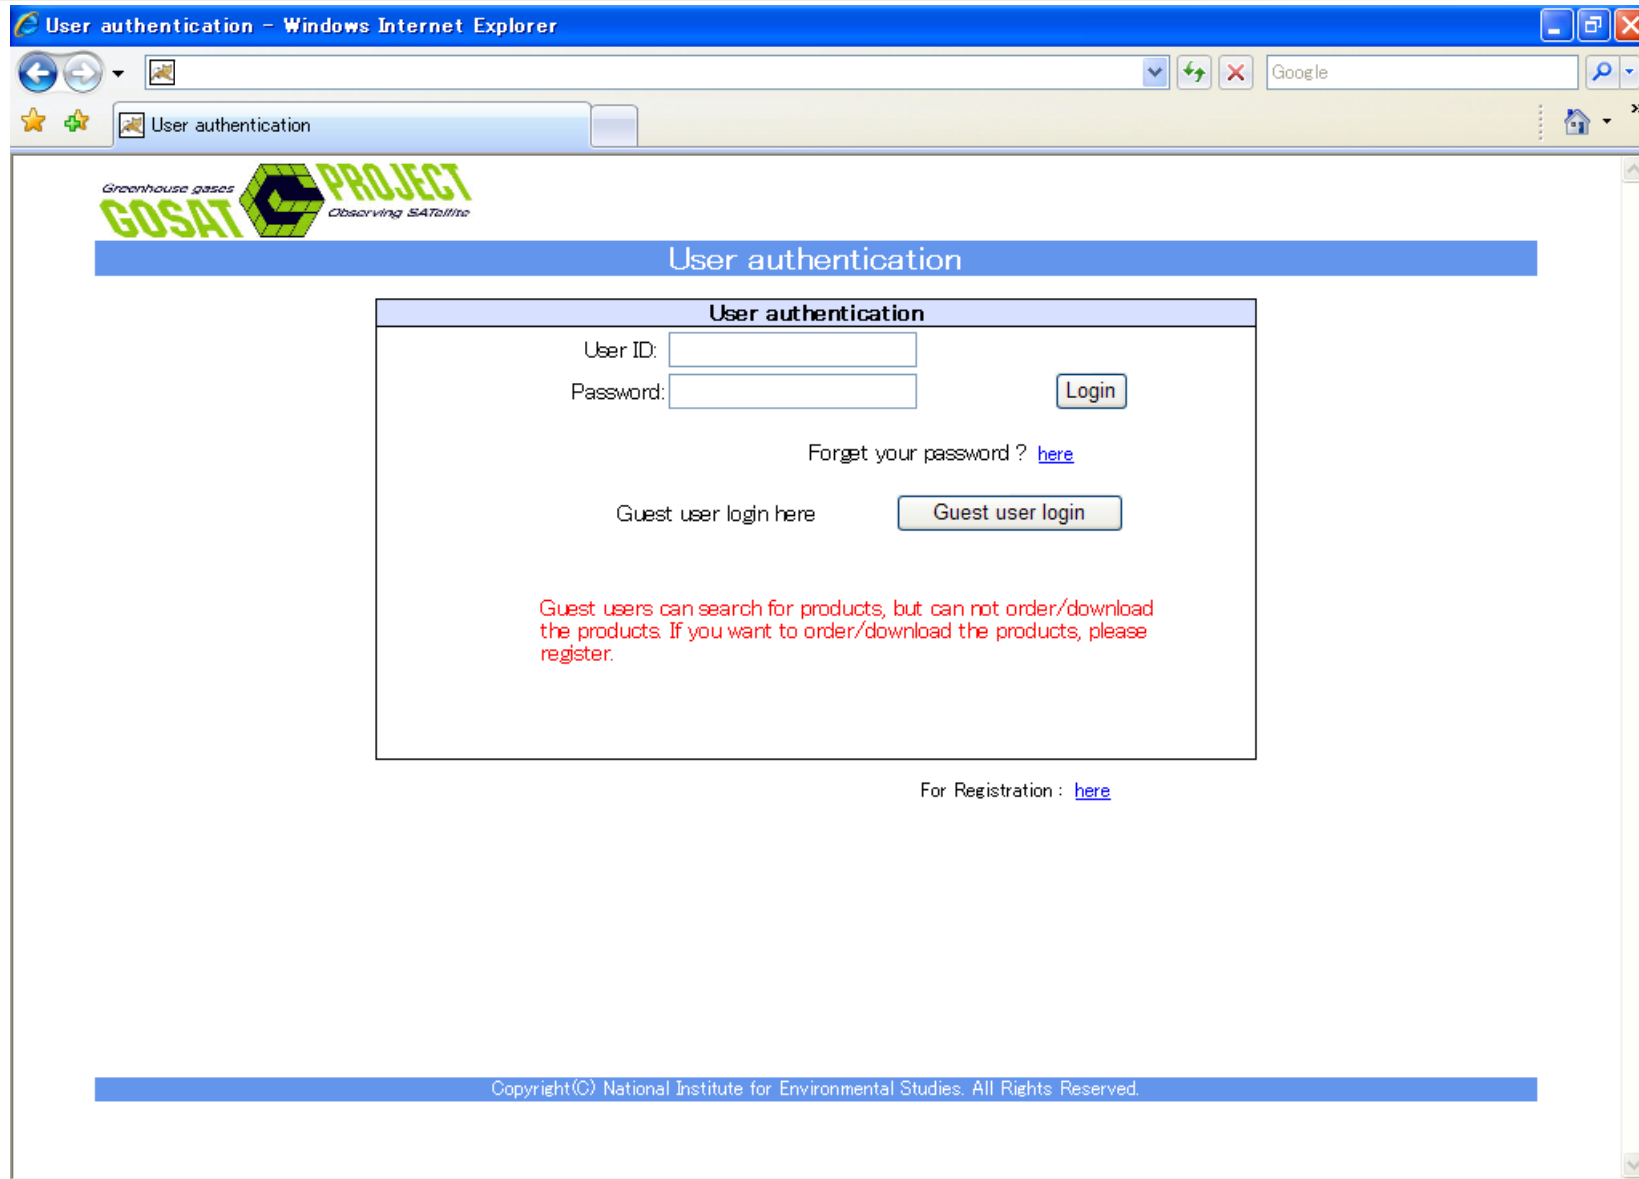 User authentication - Windows Internet Explorer
Google
User authentication
»
Greenhouse gases
PROJECT
GOSAT
Observing SATellite
User authentication
User authentication
User ID:
Password:
Login
Forget your password ? here
Guest user login here
Guest user login
Guest users can search for products, but can not order/download
the products. If you want to order/download the products, please
register.
For Registration : here
Copyright(C) National Institute for Environmental Studies. All Rights Reserved.